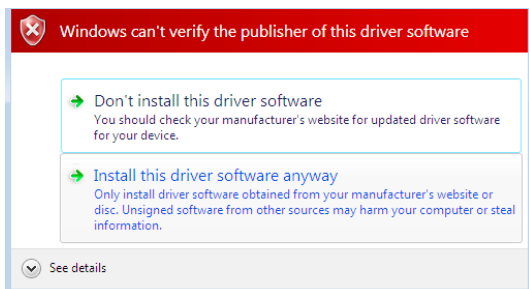 Windows can't verify the publisher of this driver software
Don't install this driver software
You should check your manufacturer's website for updated driver software
for your device.
Install this driver software anyway
Only install driver software obtained from your manufacturer's website or
disc. Unsigned software from other sources may harm your computer or steal
information.
See details